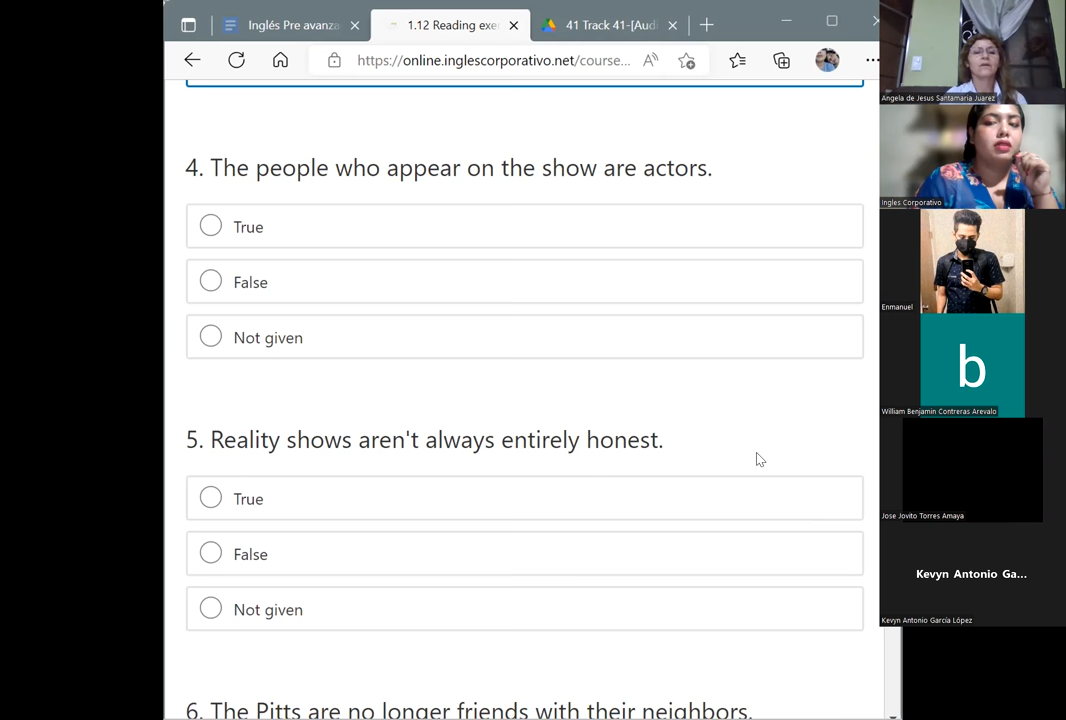 Inglés Pre avanza
1.12 Reading exe
41 Track 41-[Aud
https://online.inglescorporativo.net/course...
4. The people who appear on the show are actors.
True
False
Not given
5. Reality shows aren't always entirely honest.
True
False
Not given
6. The Pitts are no longer friends with their neighbors.
Angela de Jesus Santamaria Juarez
Ingles Corporativo
Enmanuel
b
William Benjamin Contreras Arevalo
Jose Jovito Torres Amaya
Kevyn Antonio Ga...
Kevyn Antonio García López